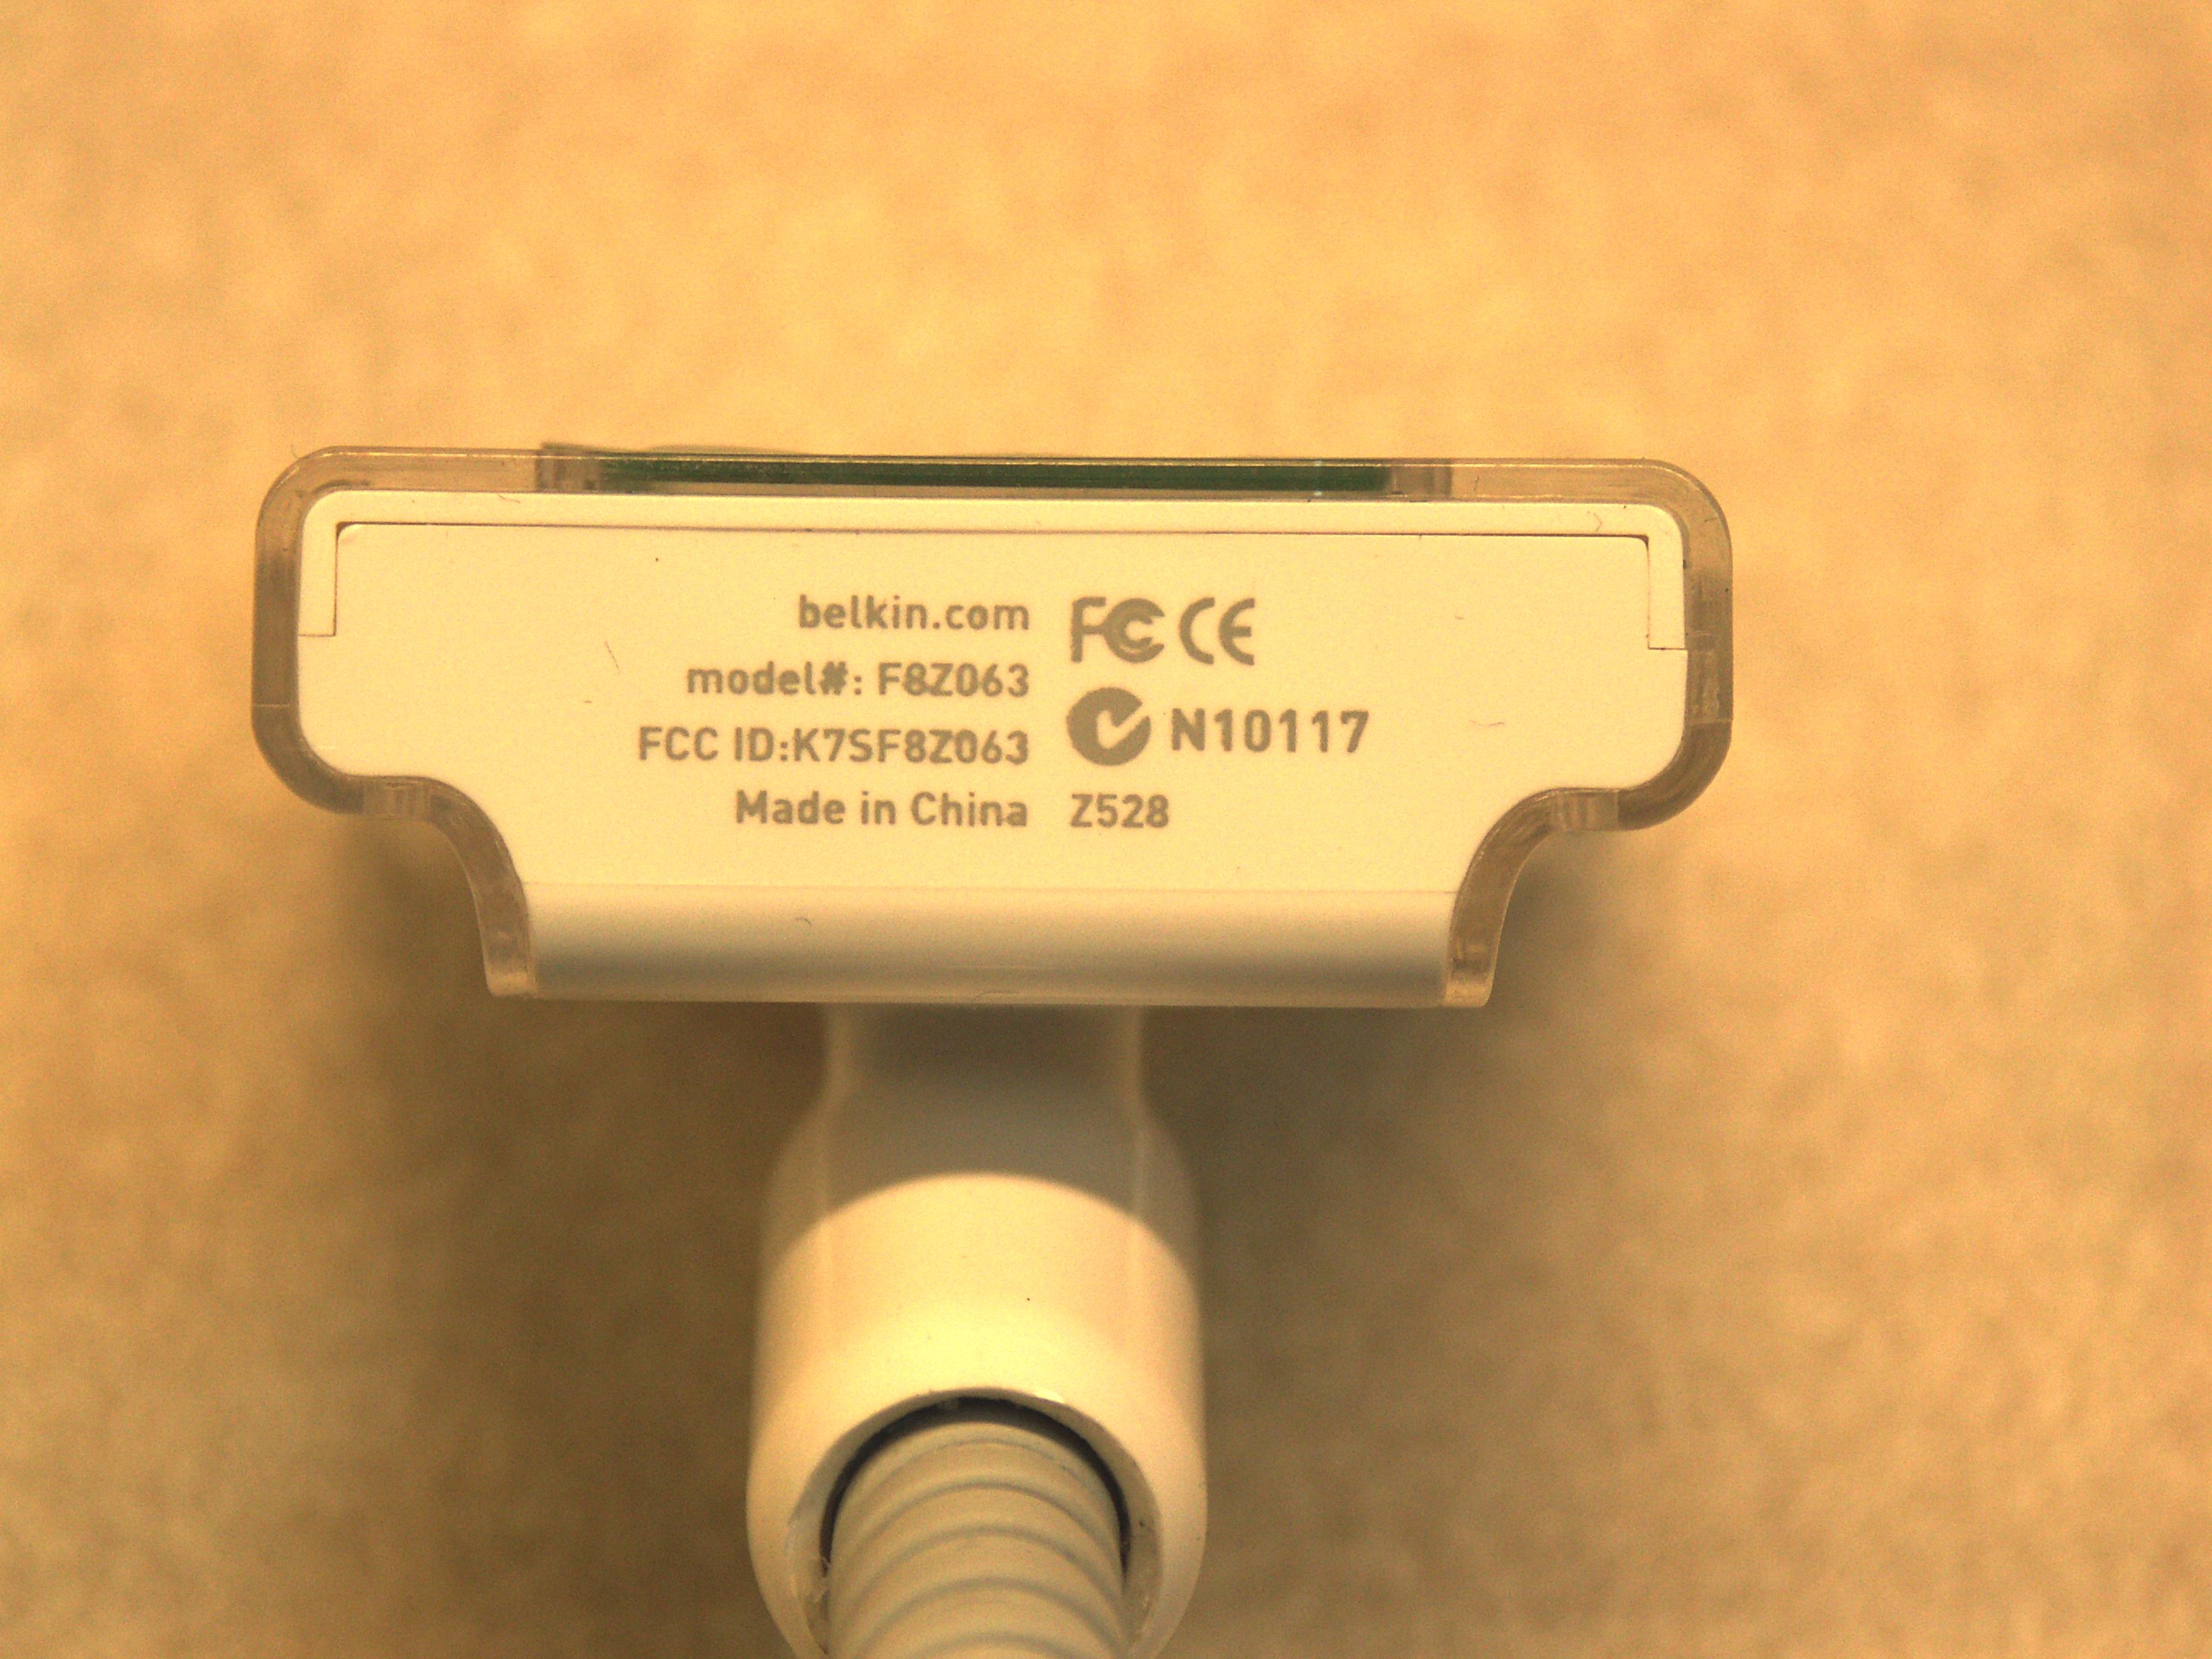 belkin.com
model#: F8Z063
FCC ID:K7SF8Z063
Made in China
FC CE
N10117
Z528